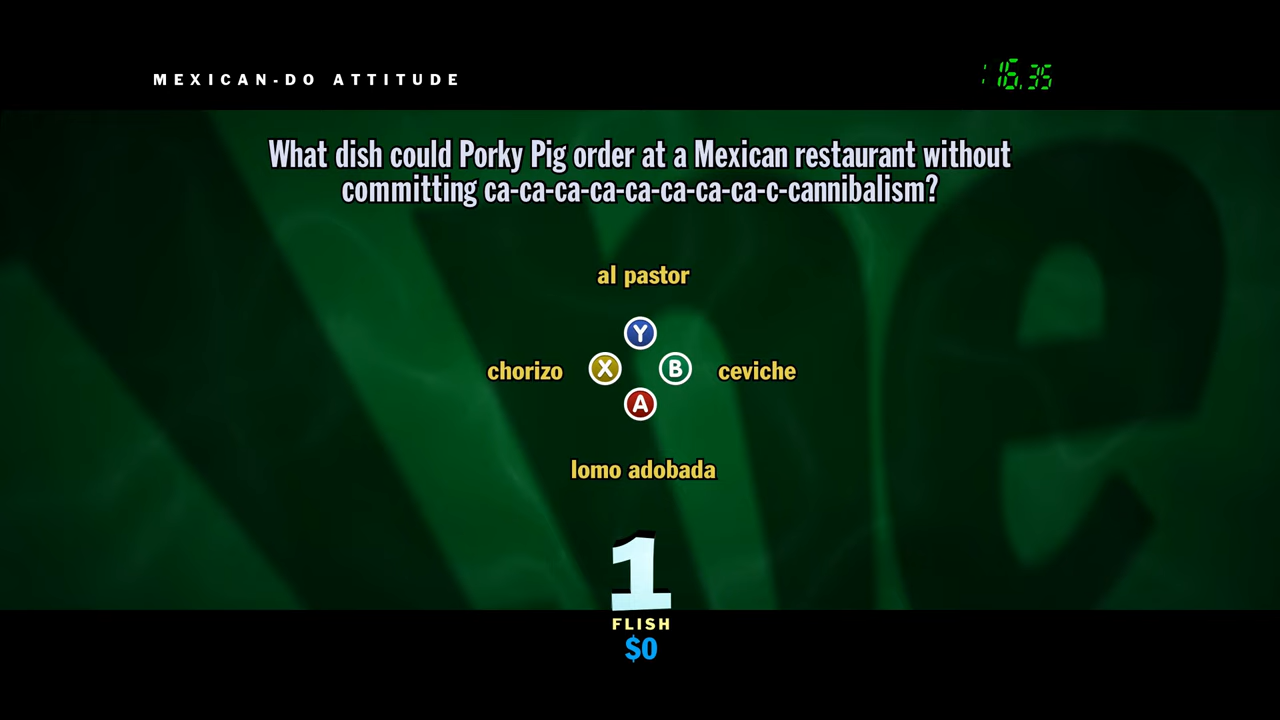 MEXICAN-DO ATTITUDE
:16.35
What dish could Porky Pig order at a Mexican restaurant without
committing ca-ca-ca-ca-ca-ca-ca-ca-c-cannibalism?
al pastor
Y
chorizo X B ceviche
A
lomo adobada
1
FLISH
$0